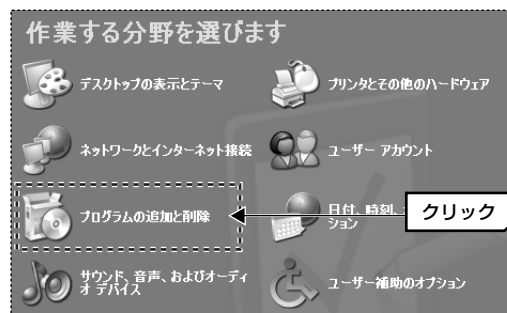 作業する分野を選びます
デスクトップの表示とテーマ
プリンタとその他のハードウェア
ネットワークとインターネット接続
ユーザー アカウント
プログラムの追加と削除
日付、時刻、
ション
クリック
サウンド、音声、およびオーディ
オ デバイス
ユーザー補助のオプション